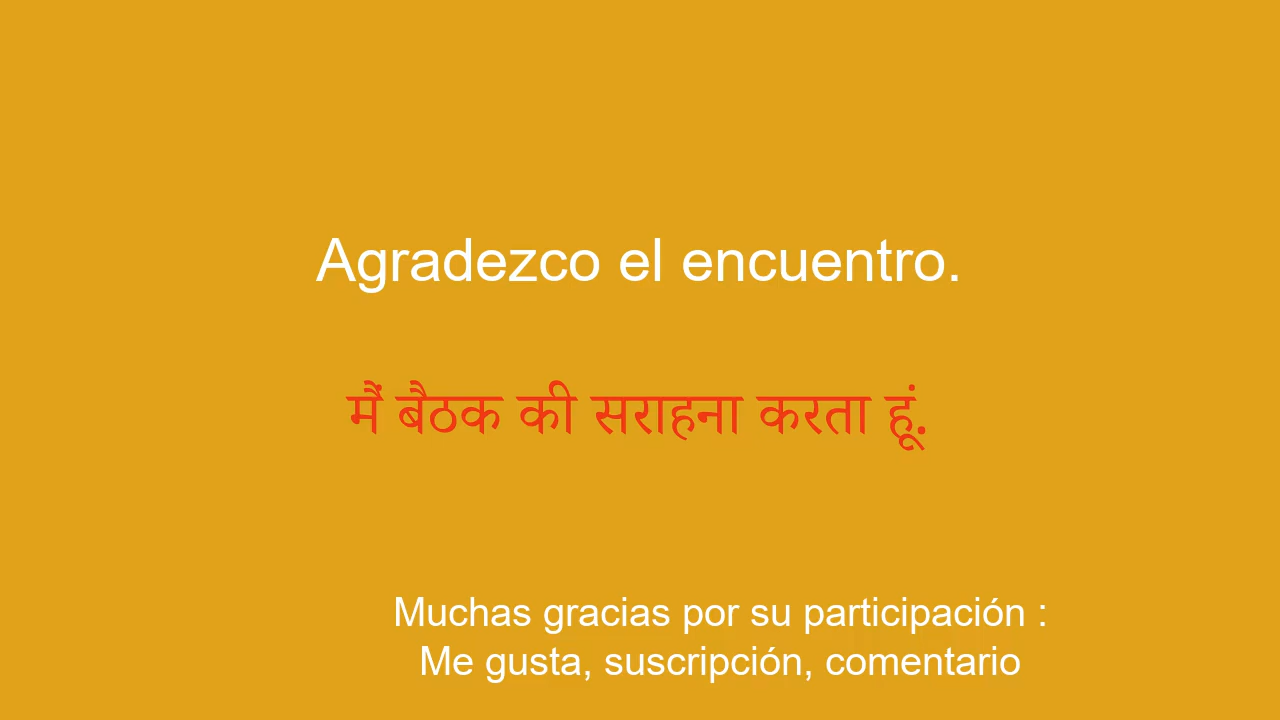 Agradezco el encuentro.
मैं बैठक की सराहना करता हूं.
Muchas gracias por su participación :
Me gusta, suscripción, comentario